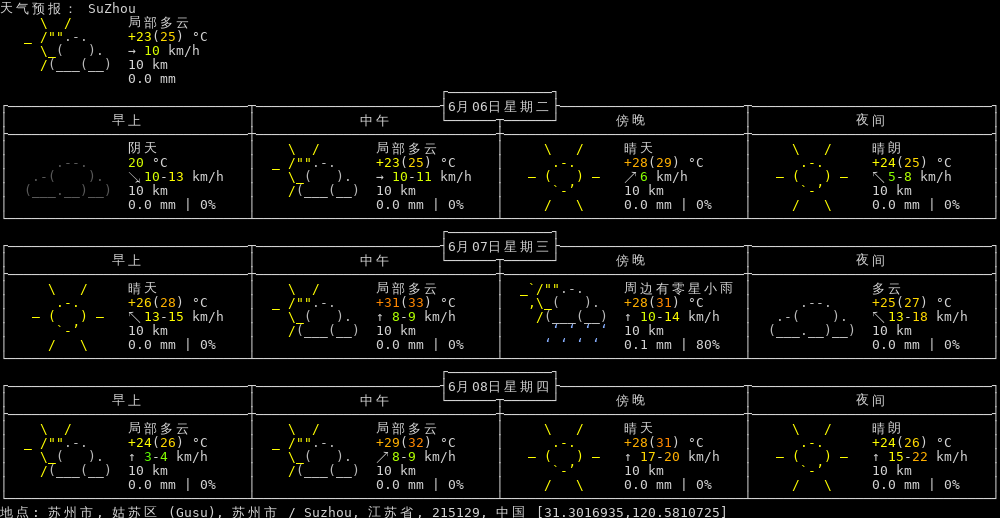 天气预报： SuZhou
局部多云
+23(25) °C
→ 10 km/h
10 km
0.0 mm
6月06日星期二
早上 中午 傍晚 夜间
阴天 局部多云 晴天 晴朗
20 °C +23(25) °C +28(29) °C +24(25) °C
↘ 10-13 km/h → 10-11 km/h ↗ 6 km/h ↖ 5-8 km/h
10 km 10 km 10 km 10 km
0.0 mm | 0% 0.0 mm | 0% 0.0 mm | 0% 0.0 mm | 0%
6月07日星期三
早上 中午 傍晚 夜间
晴天 局部多云 周边有零星小雨 多云
+26(28) °C +31(33) °C +28(31) °C +25(27) °C
↖ 13-15 km/h ↑ 8-9 km/h ↑ 10-14 km/h ↖ 13-18 km/h
10 km 10 km 10 km 10 km
0.0 mm | 0% 0.0 mm | 0% 0.1 mm | 80% 0.0 mm | 0%
6月08日星期四
早上 中午 傍晚 夜间
局部多云 局部多云 晴天 晴朗
+24(26) °C +29(32) °C +28(31) °C +24(26) °C
↑ 3-4 km/h ↗ 8-9 km/h ↑ 17-20 km/h ↑ 15-22 km/h
10 km 10 km 10 km 10 km
0.0 mm | 0% 0.0 mm | 0% 0.0 mm | 0% 0.0 mm | 0%
地点: 苏州市, 姑苏区 (Gusu), 苏州市 / Suzhou, 江苏省, 215129, 中国 [31.3016935,120.5810725]